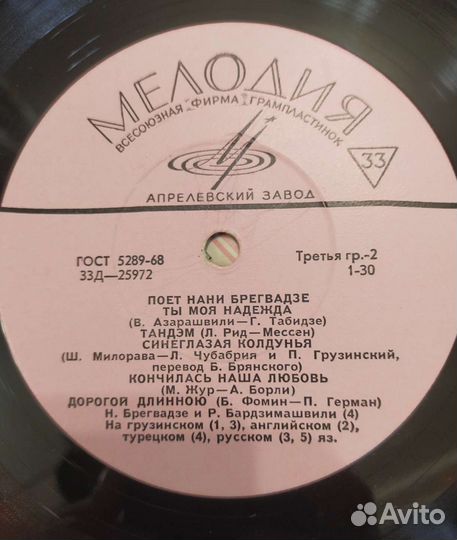 МЕЛОДИЯ
ВСЕСОЮЗНАЯ ФИРМА ГРАМПЛАСТИНОК
33
АПРЕЛЕВСКИЙ ЗАВОД
ГОСТ 5289-68
Третья гр.-2
33Д—25972
1-30
ПОЕТ НАНИ БРЕГВАДЗЕ
ТЫ МОЯ НАДЕЖДА
(В. Азарашвили—Г. Табидзе)
ТАНДЭМ (Л. Рид—Мессен)
СИНЕГЛАЗАЯ КОЛДУНЬЯ
(Ш. Милорава—Л. Чубабрия и П. Грузинский,
перевод Б. Брянского)
КОНЧИЛАСЬ НАША ЛЮБОВЬ
(М. Жур—А. Борли)
ДОРОГОЙ ДЛИННОЮ (Б. Фомин—П. Герман)
Н. Брегвадзе и Р. Бардзимашвили (4)
На грузинском (1, 3), английском (2),
турецком (4), русском (3, 5) яз.
Avito